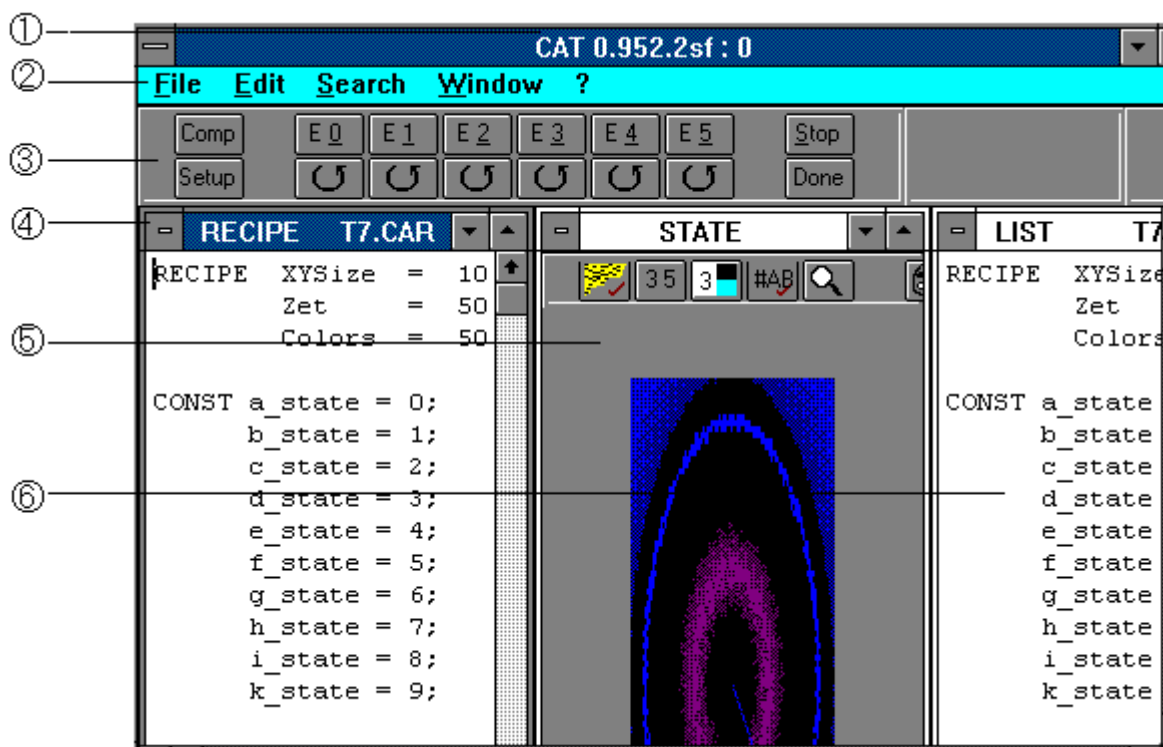 ① CAT 0.952.2sf : 0
② File Edit Search Window ?
Comp E 0 E 1 E 2 E 3 E 4 E 5 Stop
③
Setup Done
④ RECIPE T7.CAR STATE LIST T7
RECIPE XYSize = 10 35 3 #AB RECIPE XYSize
Zet = 50 Zet
⑤ Colors = 50 Colors
CONST a_state = 0; CONST a_state
b_state = 1; b_state
c_state = 2; c_state
⑥ d_state = 3; d_state
e_state = 4; e_state
f_state = 5; f_state
g_state = 6; g_state
h_state = 7; h_state
i_state = 8; i_state
k_state = 9; k_state